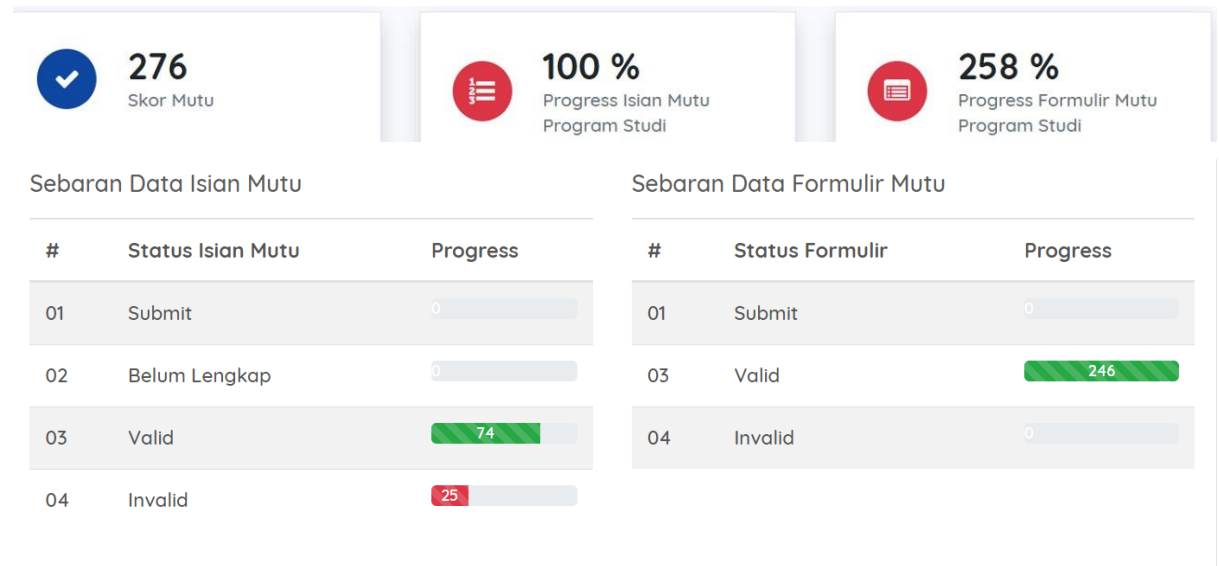 276
Skor Mutu
100 %
Progress Isian Mutu
Program Studi
258 %
Progress Formulir Mutu
Program Studi
Sebaran Data Isian Mutu
# Status Isian Mutu Progress
01 Submit 0
02 Belum Lengkap 0
03 Valid 74
04 Invalid 25
Sebaran Data Formulir Mutu
# Status Formulir Progress
01 Submit 0
03 Valid 246
04 Invalid 0